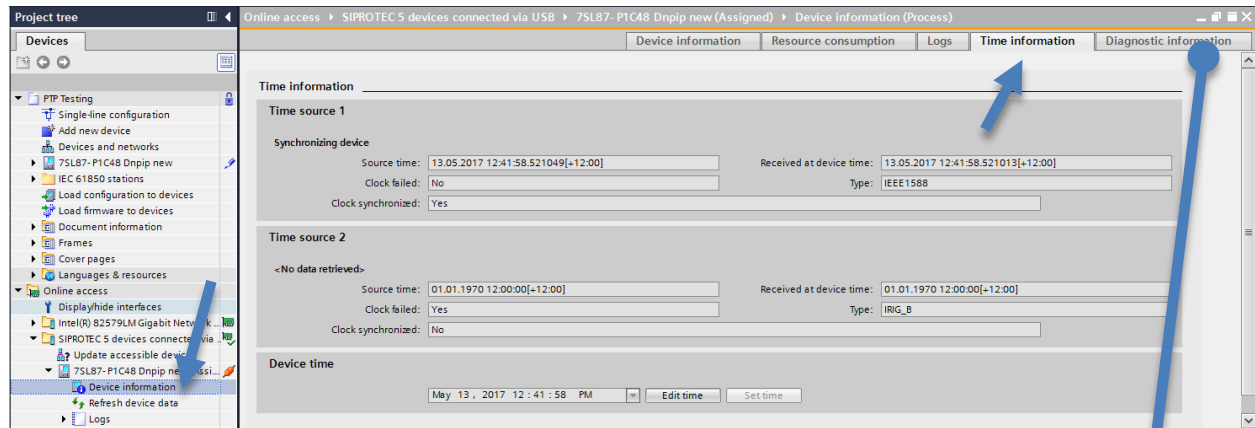 Project tree
Online access ▸ SIPROTEC 5 devices connected via USB ▸ 7SL87- P1C48 Dnpip new (Assigned) ▸ Device information (Process)
Devices
Device information Resource consumption Logs Time information Diagnostic information
PTP Testing
Single-line configuration
Add new device
Devices and networks
7SL87- P1C48 Dnpip new
IEC 61850 stations
Load configuration to devices
Load firmware to devices
Document information
Frames
Cover pages
Languages & resources
Online access
Display/hide interfaces
Intel(R) 82579LM Gigabit Netw k ...
SIPROTEC 5 devices connecte via ..
Update accessible devi
7SL87- P1C48 Dnpip ne ssi...
Device information
Refresh device data
Logs
Time information
Time source 1
Synchronizing device
Source time: 13.05.2017 12:41:58.521049[+12:00] Received at device time: 13.05.2017 12:41:58.521013[+12:00]
Clock failed: No Type: IEEE1588
Clock synchronized: Yes
Time source 2
<No data retrieved>
Source time: 01.01.1970 12:00:00[+12:00] Received at device time: 01.01.1970 12:00:00[+12:00]
Clock failed: Yes Type: IRIG_B
Clock synchronized: No
Device time
May 13 , 2017 12 : 41 : 58 PM Edit time Set time